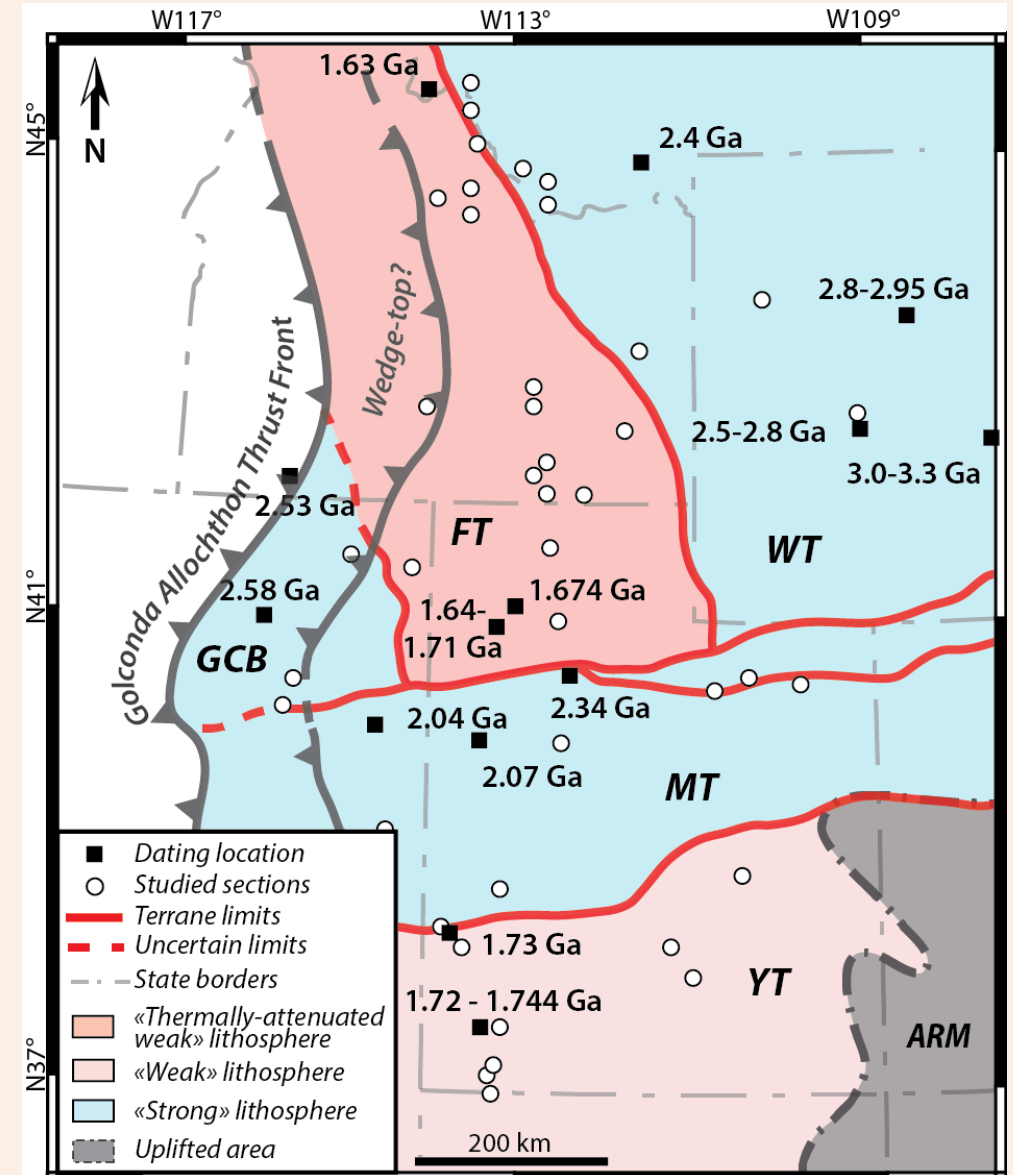 W117° W113° W109°
1.63 Ga
N45°
N
2.4 Ga
2.8-2.95 Ga
Wedge-top?
Golconda Allochthon Thrust Front
2.5-2.8 Ga
3.0-3.3 Ga
2.53 Ga
FT
WT
N41°
2.58 Ga
1.674 Ga
1.64-
1.71 Ga
GCB
2.04 Ga
2.34 Ga
2.07 Ga
MT
Dating location
Studied sections
Terrane limits
Uncertain limits
State borders
«Thermally-attenuated
weak» lithosphere
«Weak» lithosphere
«Strong» lithosphere
Uplifted area
1.73 Ga
YT
1.72 - 1.744 Ga
ARM
N37°
200 km